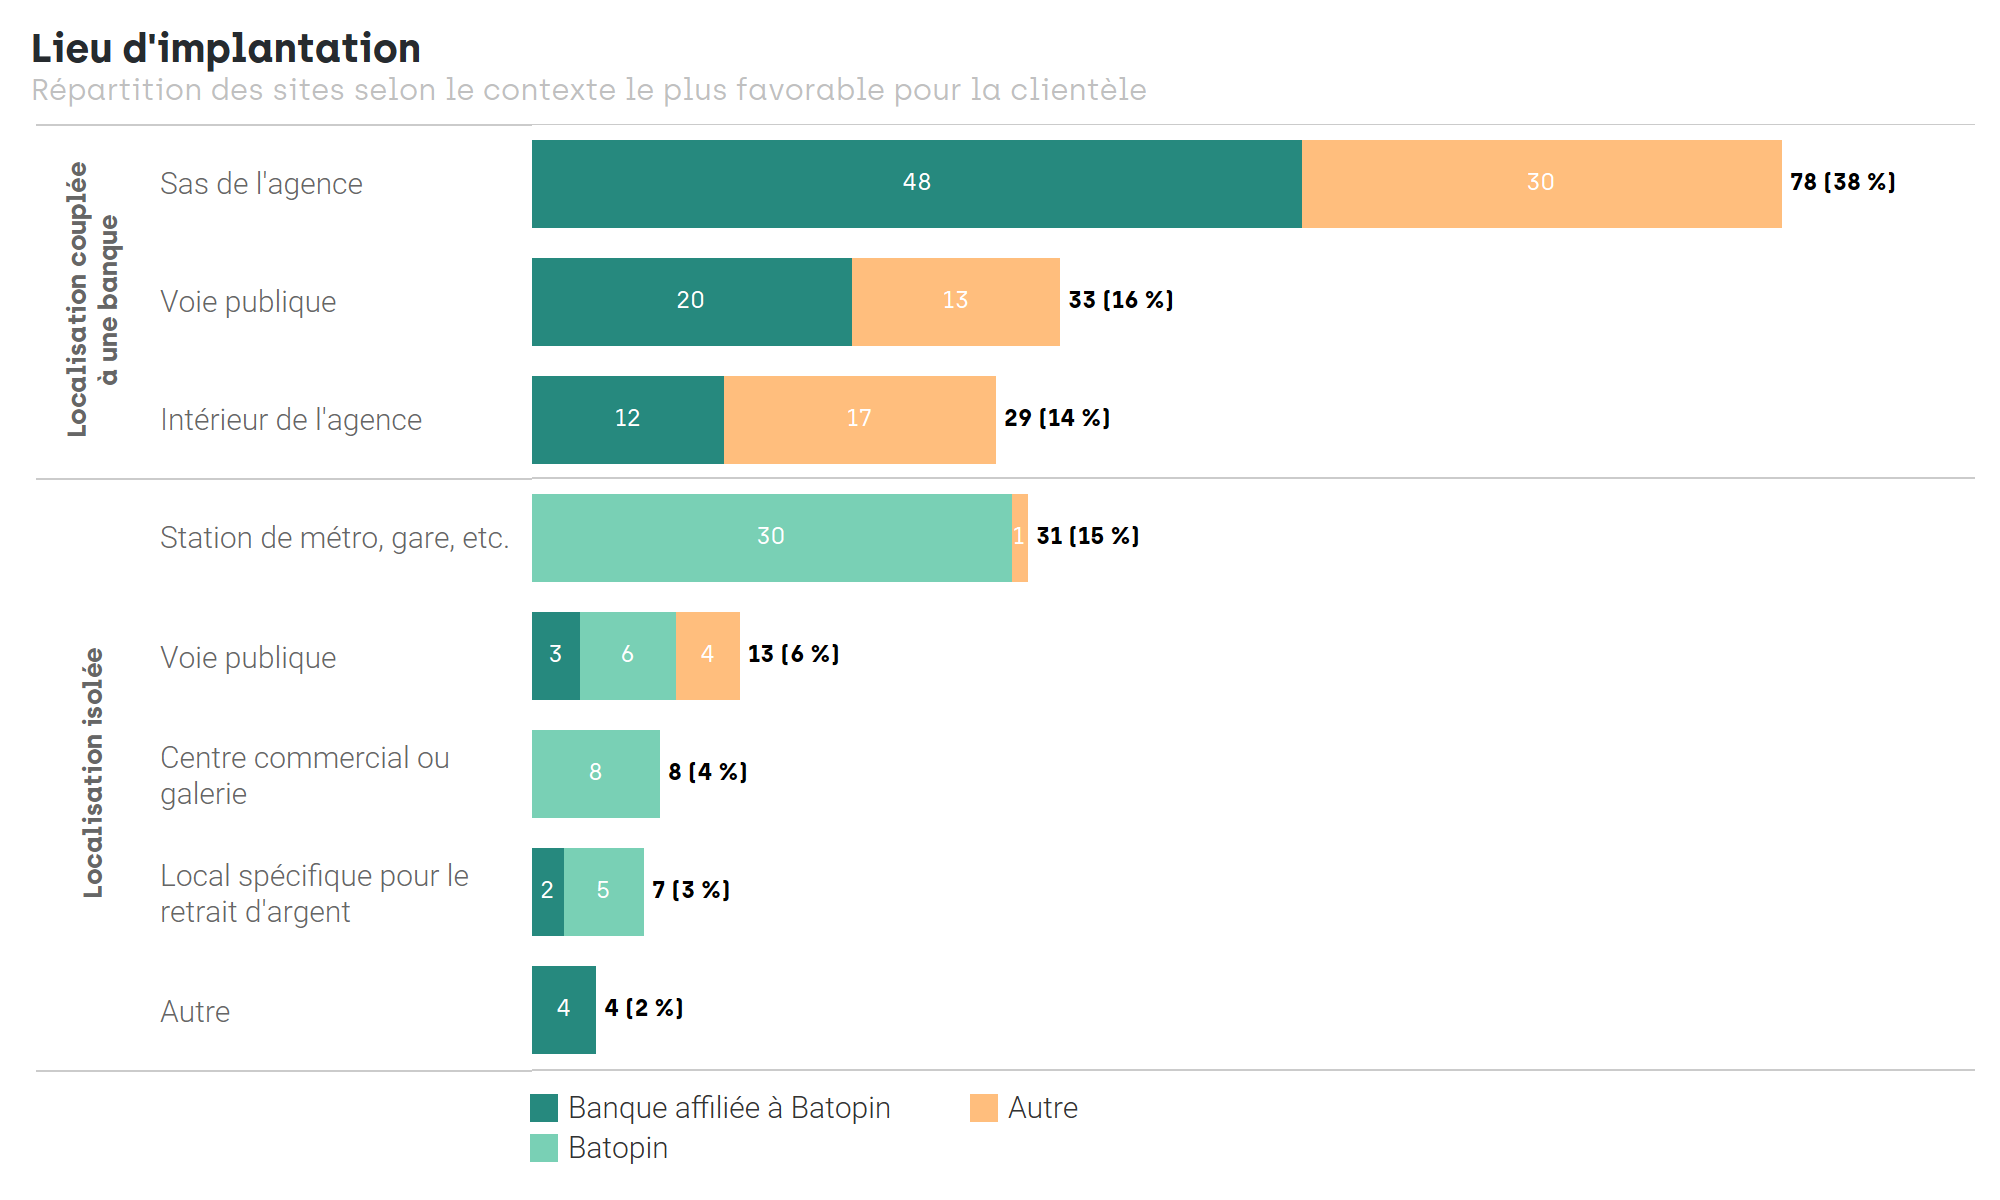 Lieu d'implantation
Répartition des sites selon le contexte le plus favorable pour la clientèle
Localisation couplée
à une banque
Sas de l'agence
48
30
78 (38 %)
Voie publique
20
13
33 (16 %)
Intérieur de l'agence
12
17
29 (14 %)
Localisation isolée
Station de métro, gare, etc.
30
1
31 (15 %)
Voie publique
3
6
4
13 (6 %)
Centre commercial ou
galerie
8
8 (4 %)
Local spécifique pour le
retrait d'argent
2
5
7 (3 %)
Autre
4
4 (2 %)
Banque affiliée à Batopin
Autre
Batopin